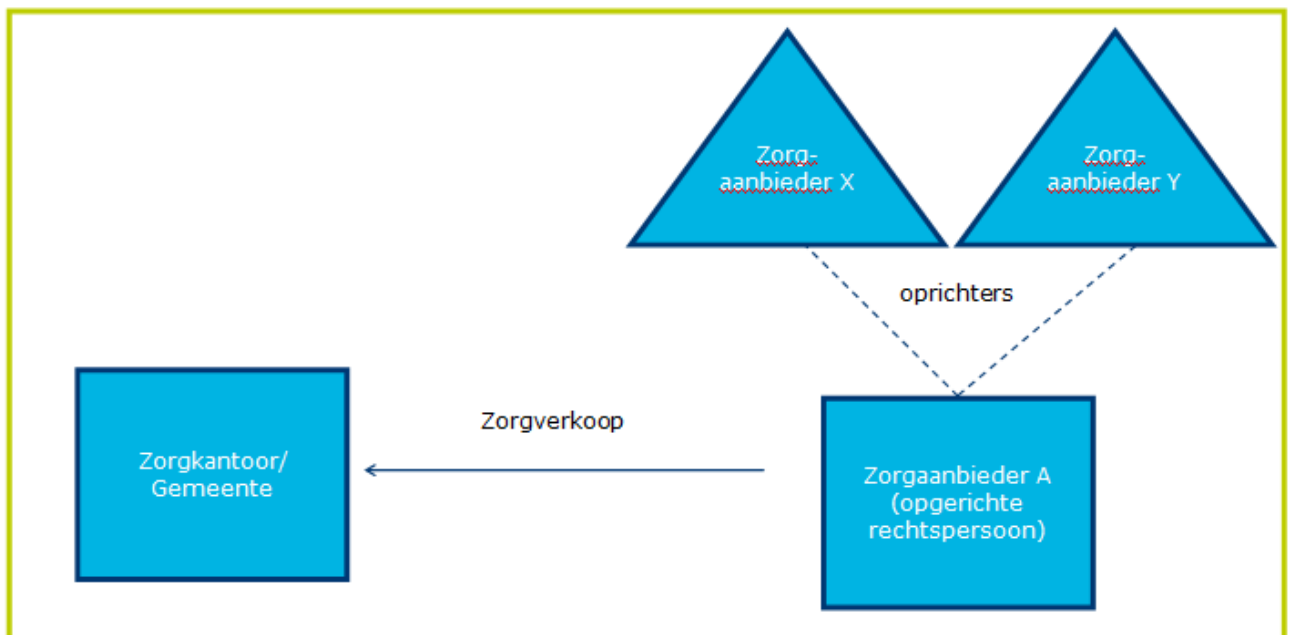 Zorg-
aanbieder X
Zorg-
aanbieder Y
oprichters
Zorgverkoop
Zorgkantoor/
Gemeente
Zorgaanbieder A
(opgerichte
rechtspersoon)